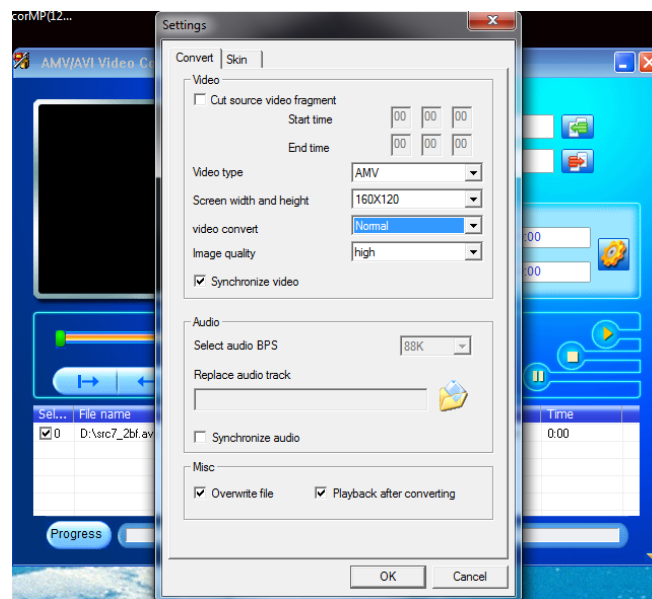 corMP(12...
Settings
AMV/AVI Video Co
Convert
Skin
Video
Cut source video fragment
Start time
00 00 00
End time
00 00 00
Video type
AMV
Screen width and height
160X120
video convert
Normal
Image quality
high
Synchronize video
:00
:00
Audio
Select audio BPS
88K
Replace audio track
Synchronize audio
Sel...
File name
Time
0
D:\src7_2bf.av
0:00
Misc
Overwrite file
Playback after converting
Progress
OK
Cancel